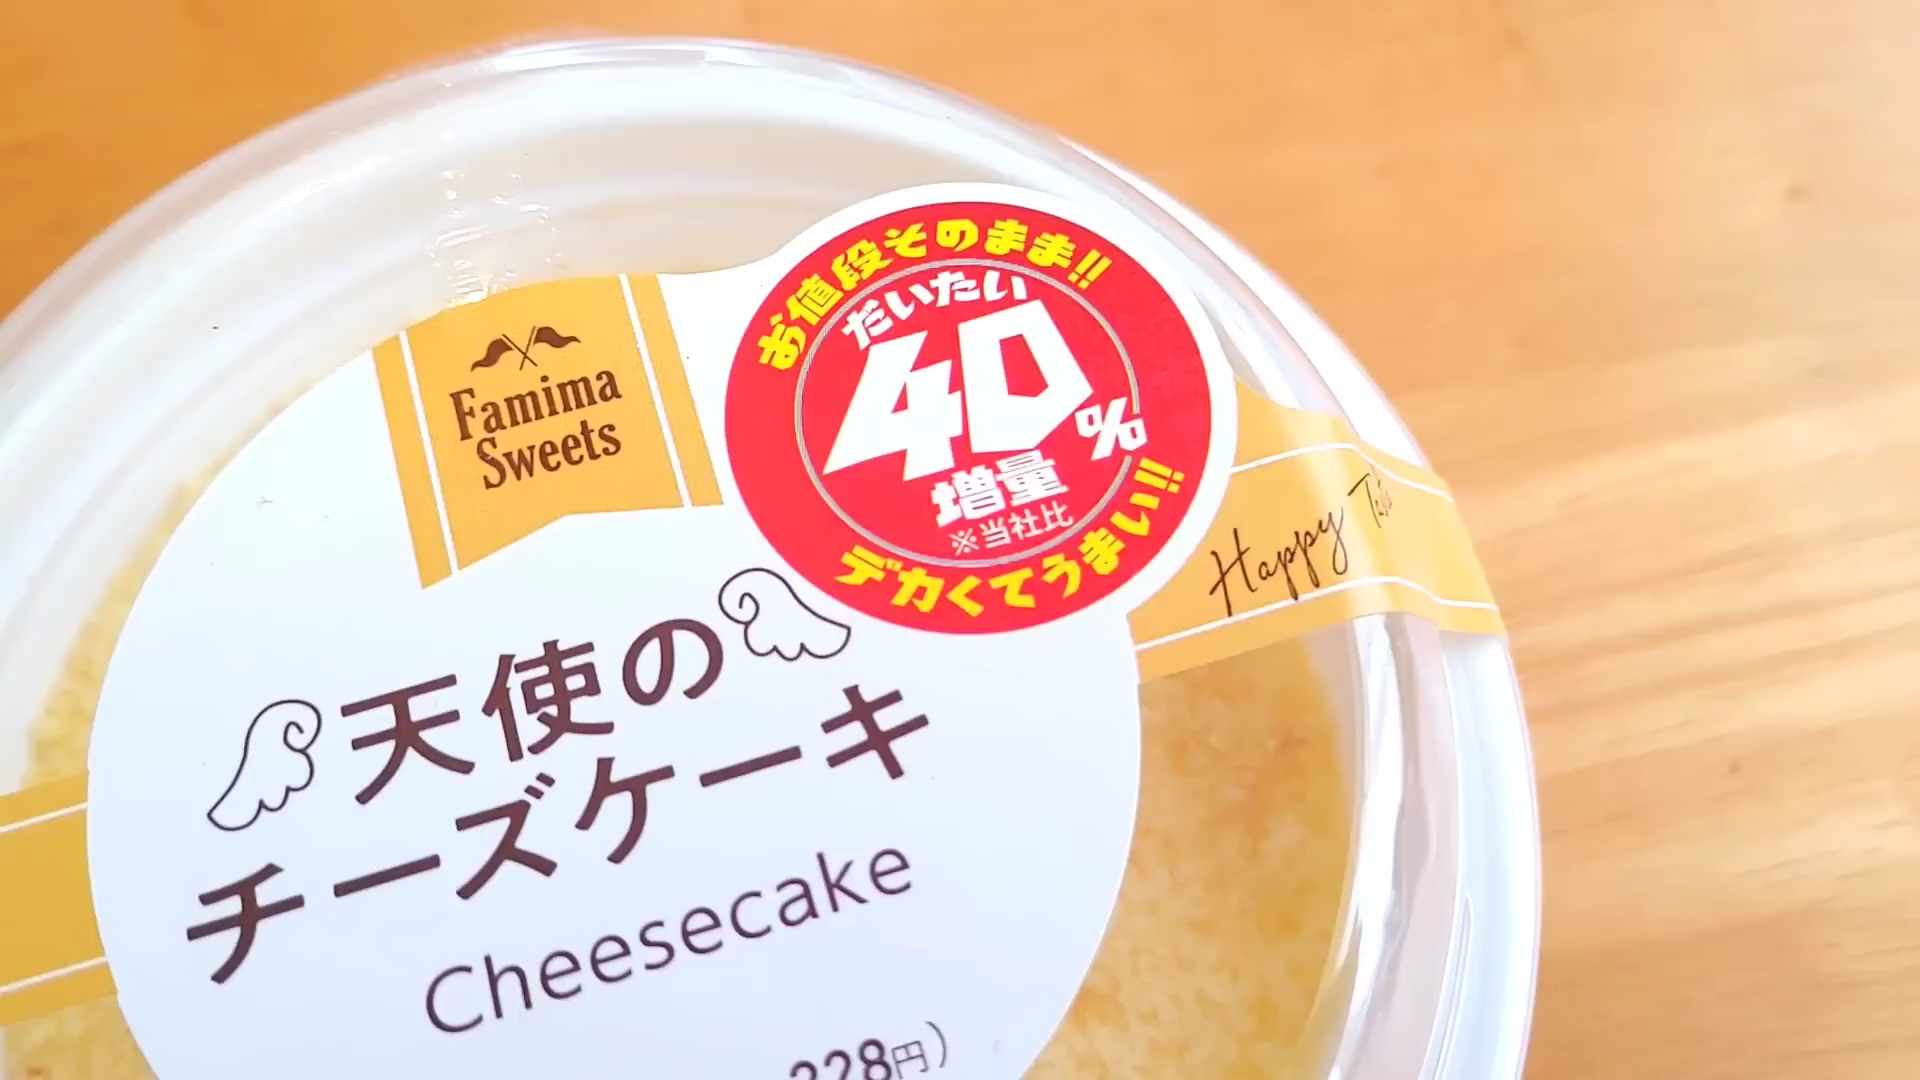 Famima
Sweets
お値段そのまま!!
だいたい
40%
増量
※当社比
デカくてうまい!!
Happy
天使の
チーズケーキ
Cheesecake
228円)